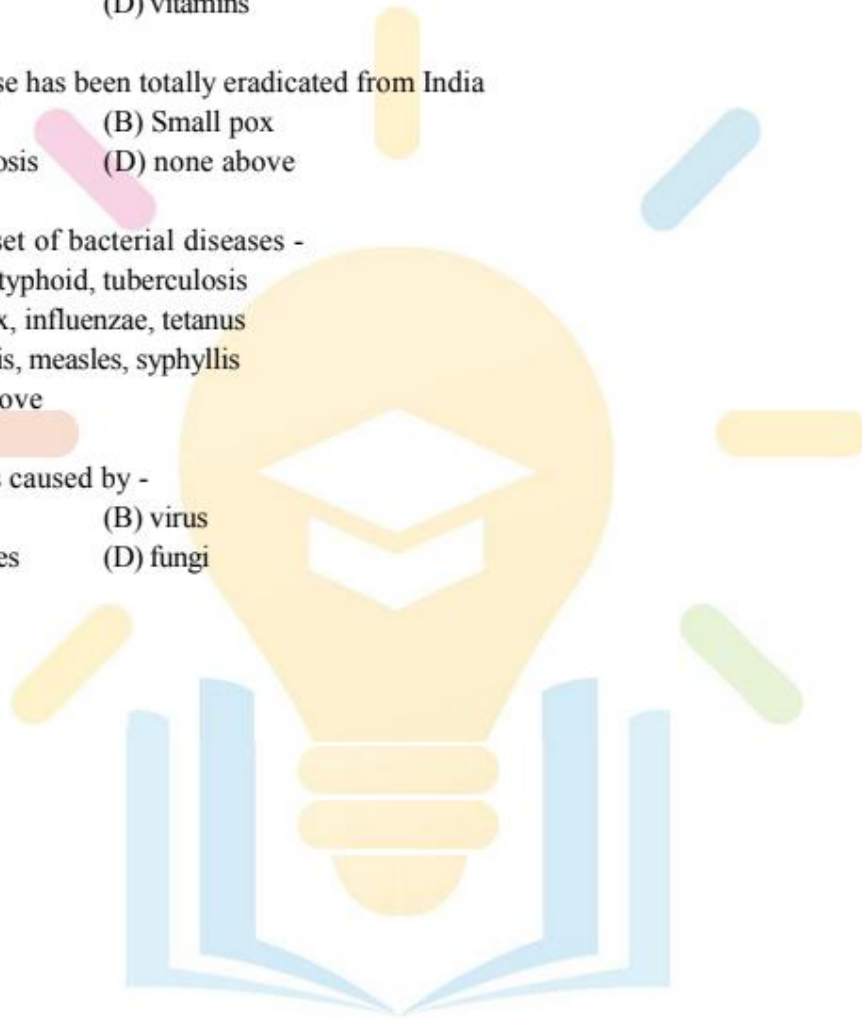 (D) vitamins
se has been totally eradicated from India
(B) Small pox
osis (D) none above
set of bacterial diseases -
typhoid, tuberculosis
x, influenzae, tetanus
is, measles, syphyllis
ove
s caused by -
(B) virus
es (D) fungi